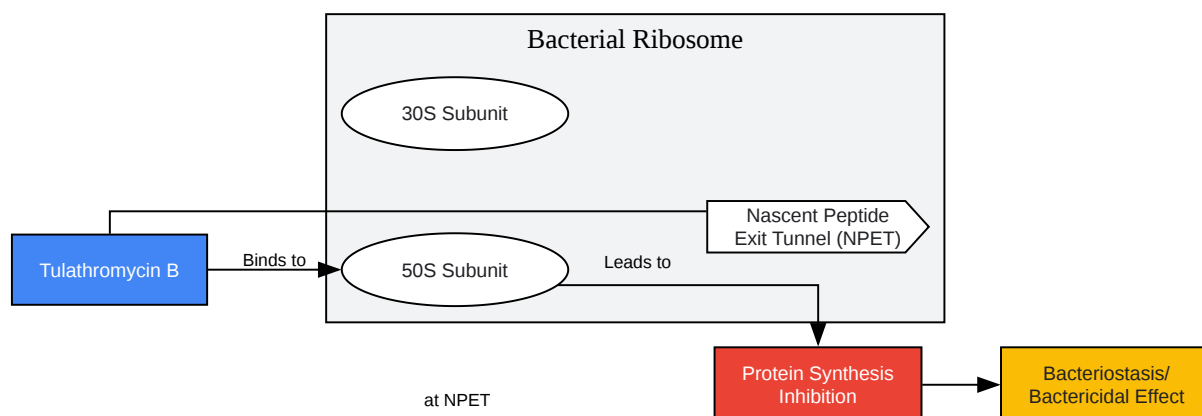 Bacterial Ribosome
30S Subunit
Nascent Peptide
Exit Tunnel (NPET)
Tulathromycin B
Binds to
50S Subunit
Leads to
Protein Synthesis
Inhibition
Bacteriostasis/
Bactericidal Effect
at NPET